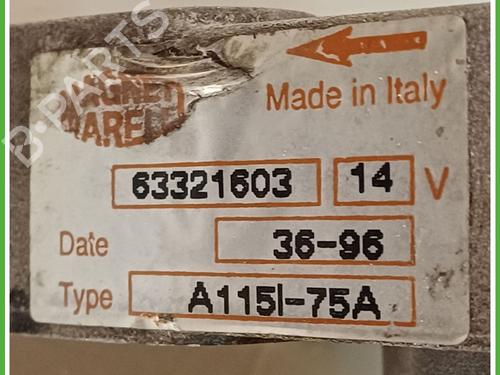 MAGNETI
MARELLI
Made in Italy
63321603 14 V
Date 36-96
Type A115I-75A
B-PARTS